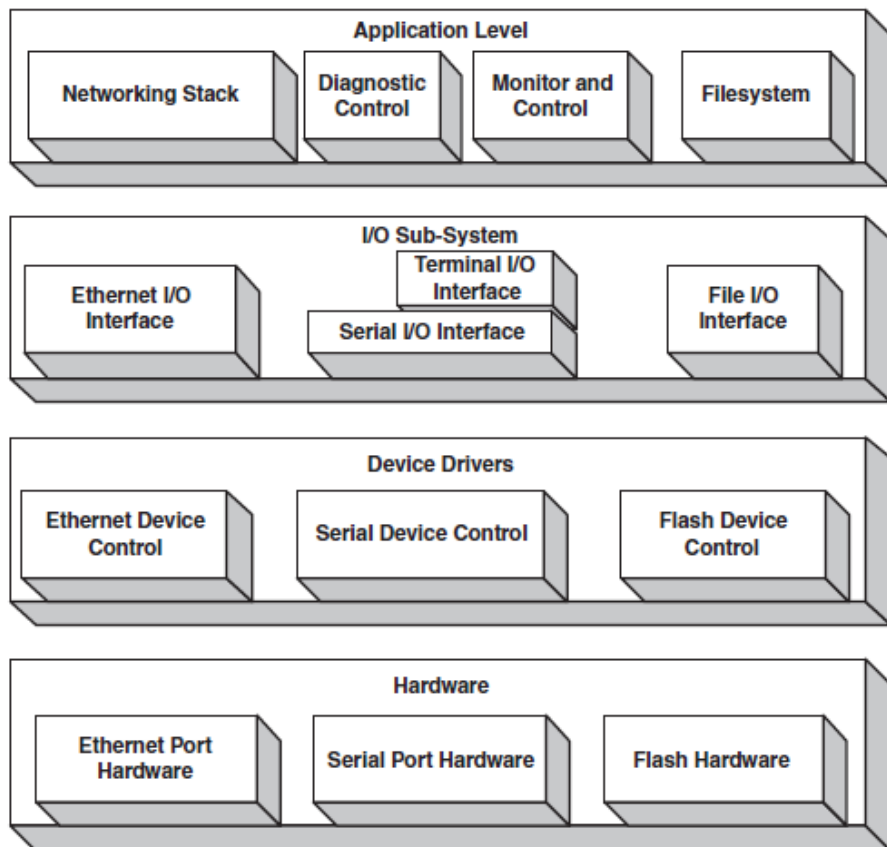 Application Level
Networking Stack
Diagnostic
Control
Monitor and
Control
Filesystem
I/O Sub-System
Ethernet I/O
Interface
Terminal I/O
Interface
Serial I/O Interface
File I/O
Interface
Device Drivers
Ethernet Device
Control
Serial Device Control
Flash Device
Control
Hardware
Ethernet Port
Hardware
Serial Port Hardware
Flash Hardware